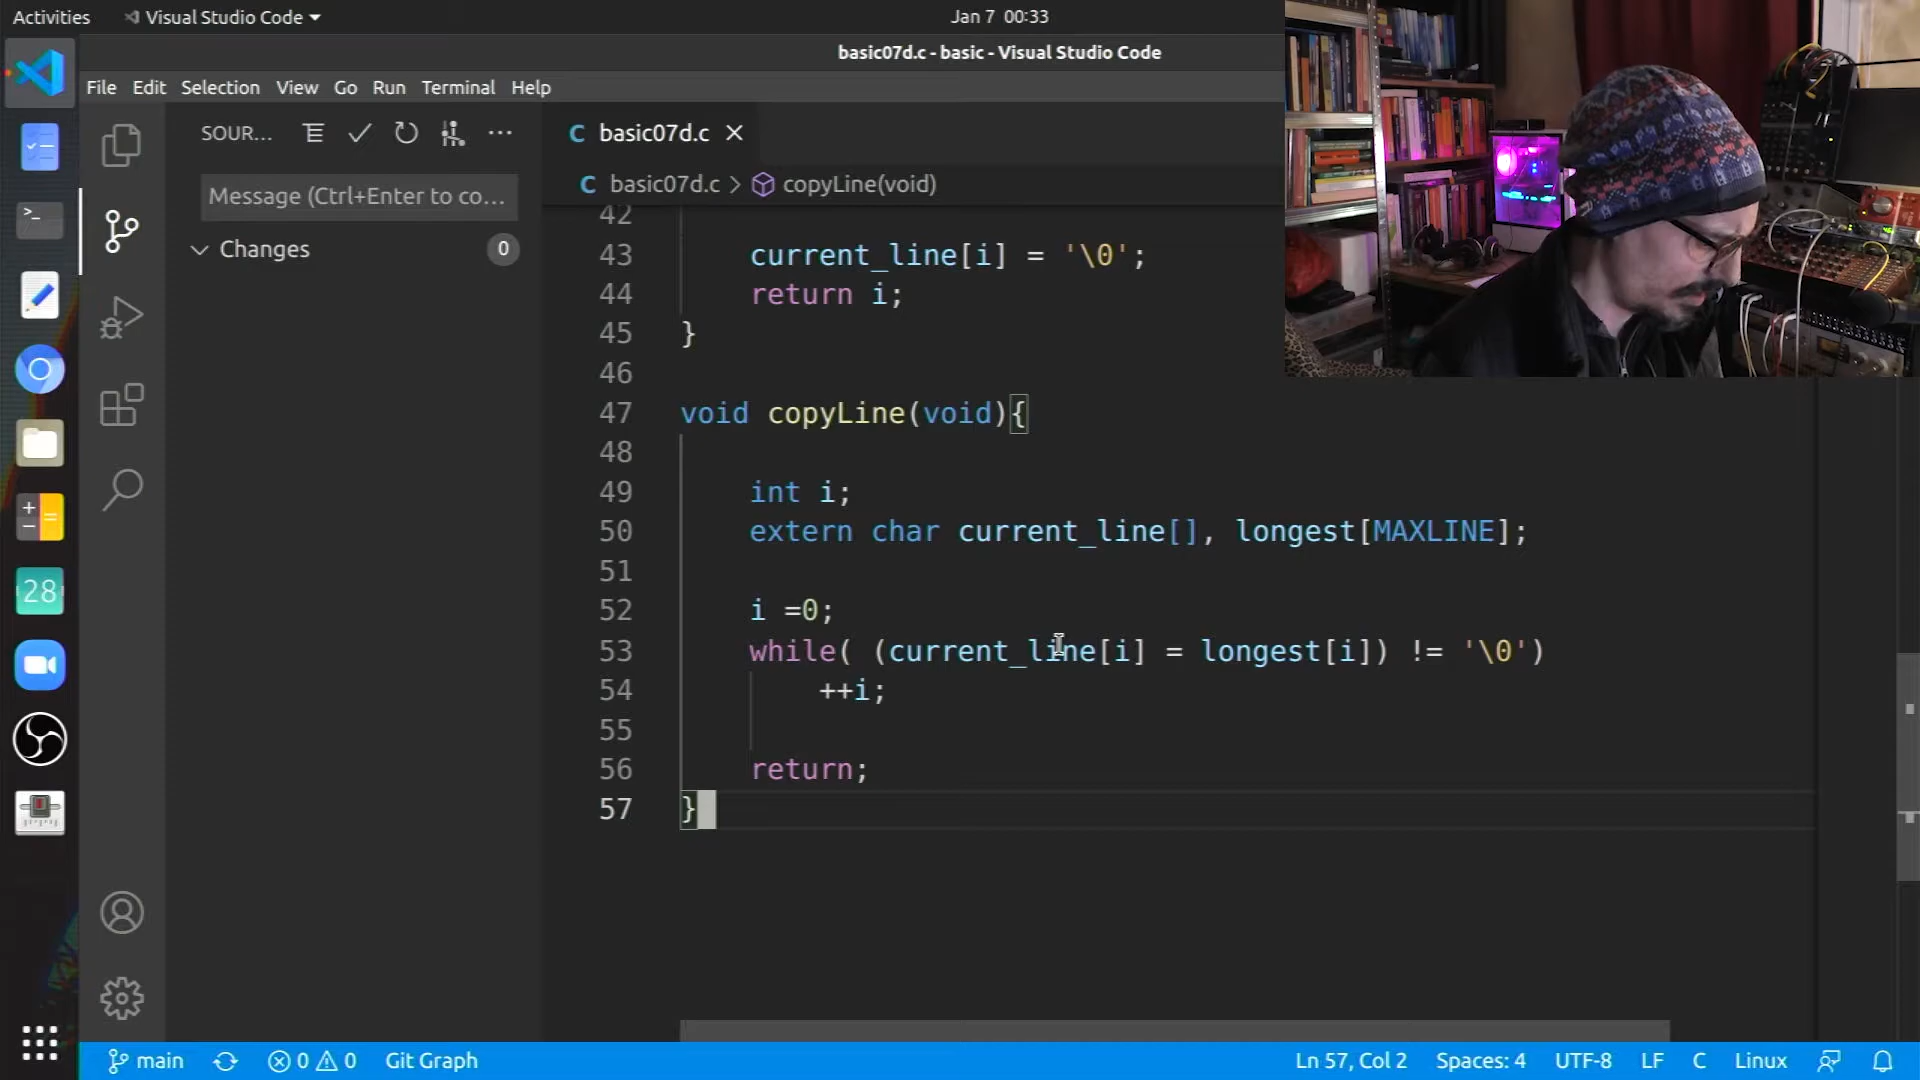 Activities
Visual Studio Code
Jan 7 00:33
basic07d.c - basic - Visual Studio Code
File Edit Selection View Go Run Terminal Help
SOUR...
basic07d.c
Message (Ctrl+Enter to co...
basic07d.c > copyLine(void)
Changes
0
42
43 current_line[i] = '\0';
44 return i;
45 }
46
47 void copyLine(void){
48
49 int i;
50 extern char current_line[], longest[MAXLINE];
51
52 i =0;
53 while( (current_line[i] = longest[i]) != '\0')
54 ++i;
55
56 return;
57 }
28
main
0 0
Git Graph
Ln 57, Col 2
Spaces: 4
UTF-8
LF
C
Linux